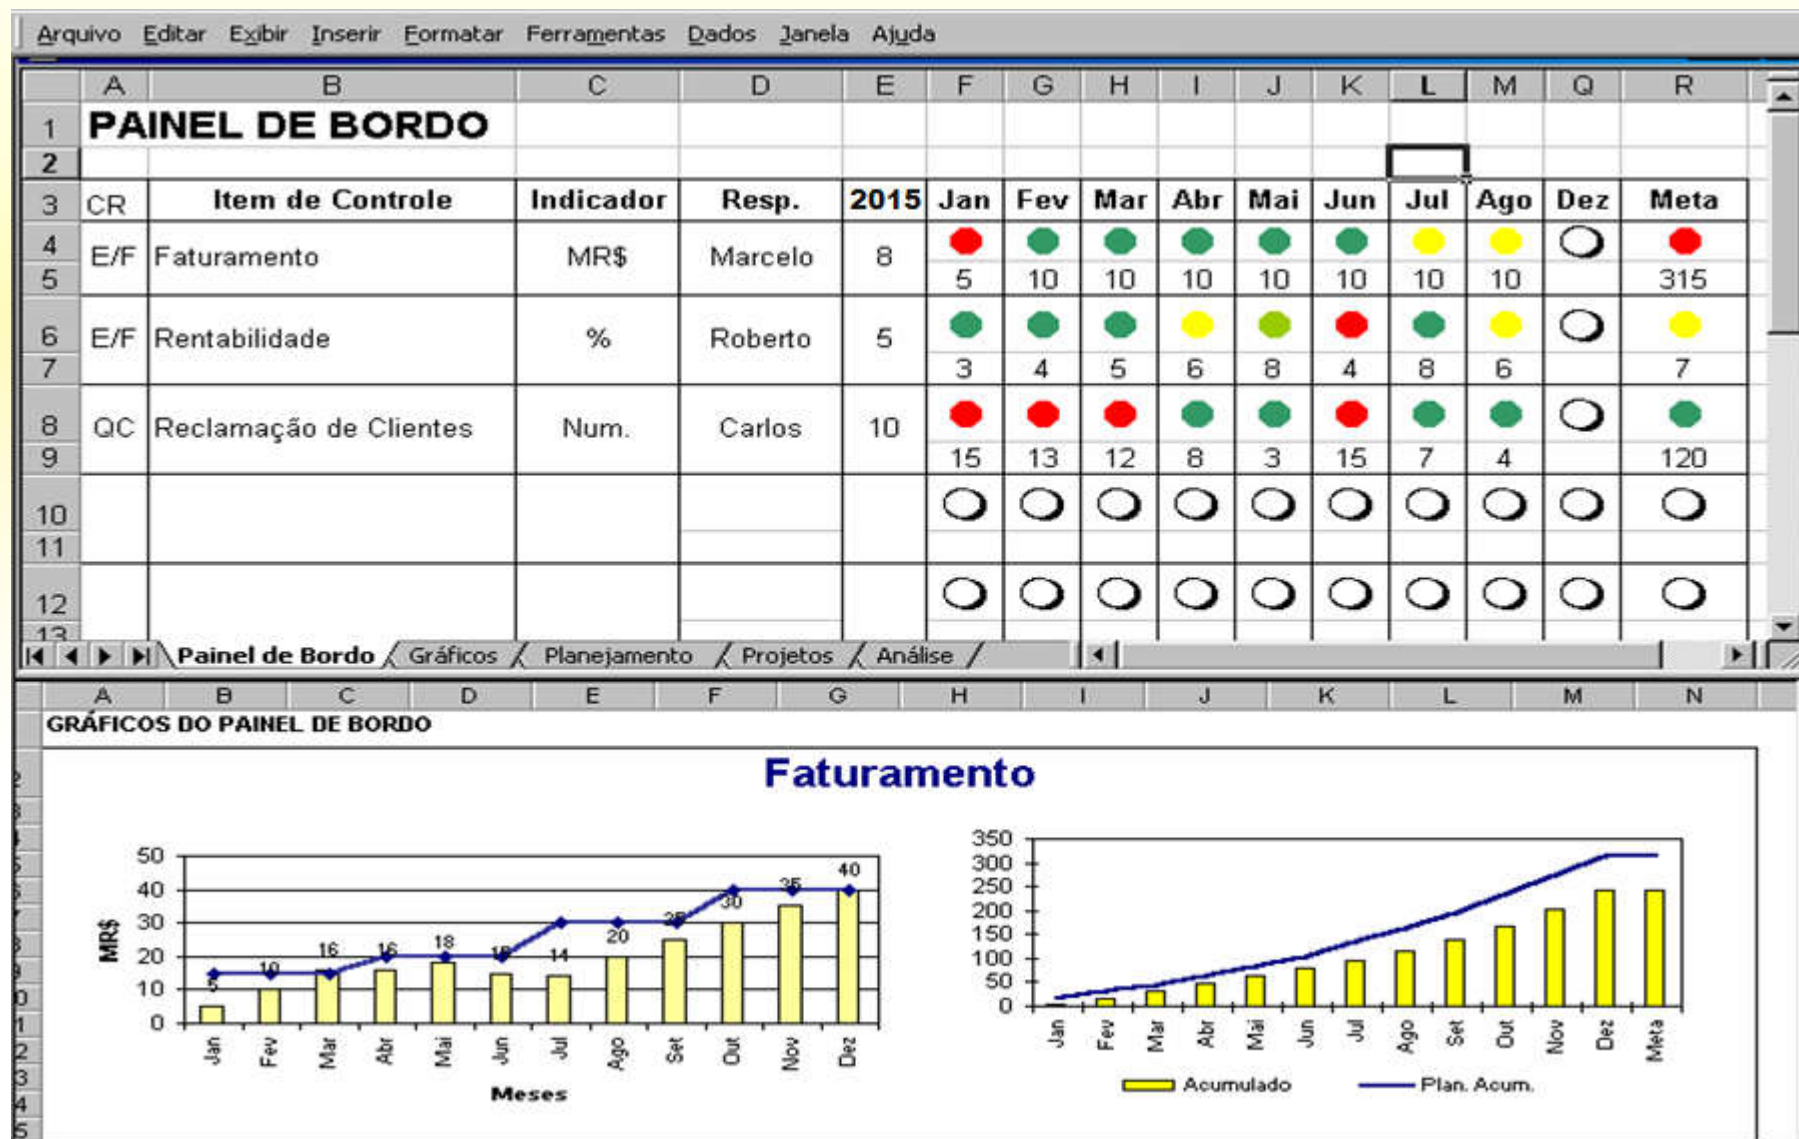 Arquivo Editar Exibir Inserir Formatar Ferramentas Dados Janela Ajuda
A B C D E F G H I J K L M Q R
1 PAINEL DE BORDO
2
3 CR Item de Controle Indicador Resp. 2015 Jan Fev Mar Abr Mai Jun Jul Ago Dez Meta
4 E/F Faturamento MR$ Marcelo 8
5 5 10 10 10 10 10 10 10 315
6 E/F Rentabilidade % Roberto 5
7 3 4 5 6 8 4 8 6 7
8 QC Reclamação de Clientes Num. Carlos 10
9 15 13 12 8 3 15 7 4 120
10
11
12
13
Painel de Bordo Gráficos Planejamento Projetos Análise
A B C D E F G H I J K L M N
GRÁFICOS DO PAINEL DE BORDO
Faturamento
MR$
50
40
30
20
10
0
5 10 16 16 18 15 14 20 25 30 35 40
Jan Fev Mar Abr Mai Jun Jul Ago Set Out Nov Dez
Meses
350
300
250
200
150
100
50
0
Jan Fev Mar Abr Mai Jun Jul Ago Set Out Nov Dez Meta
Acumulado Plan. Acum.